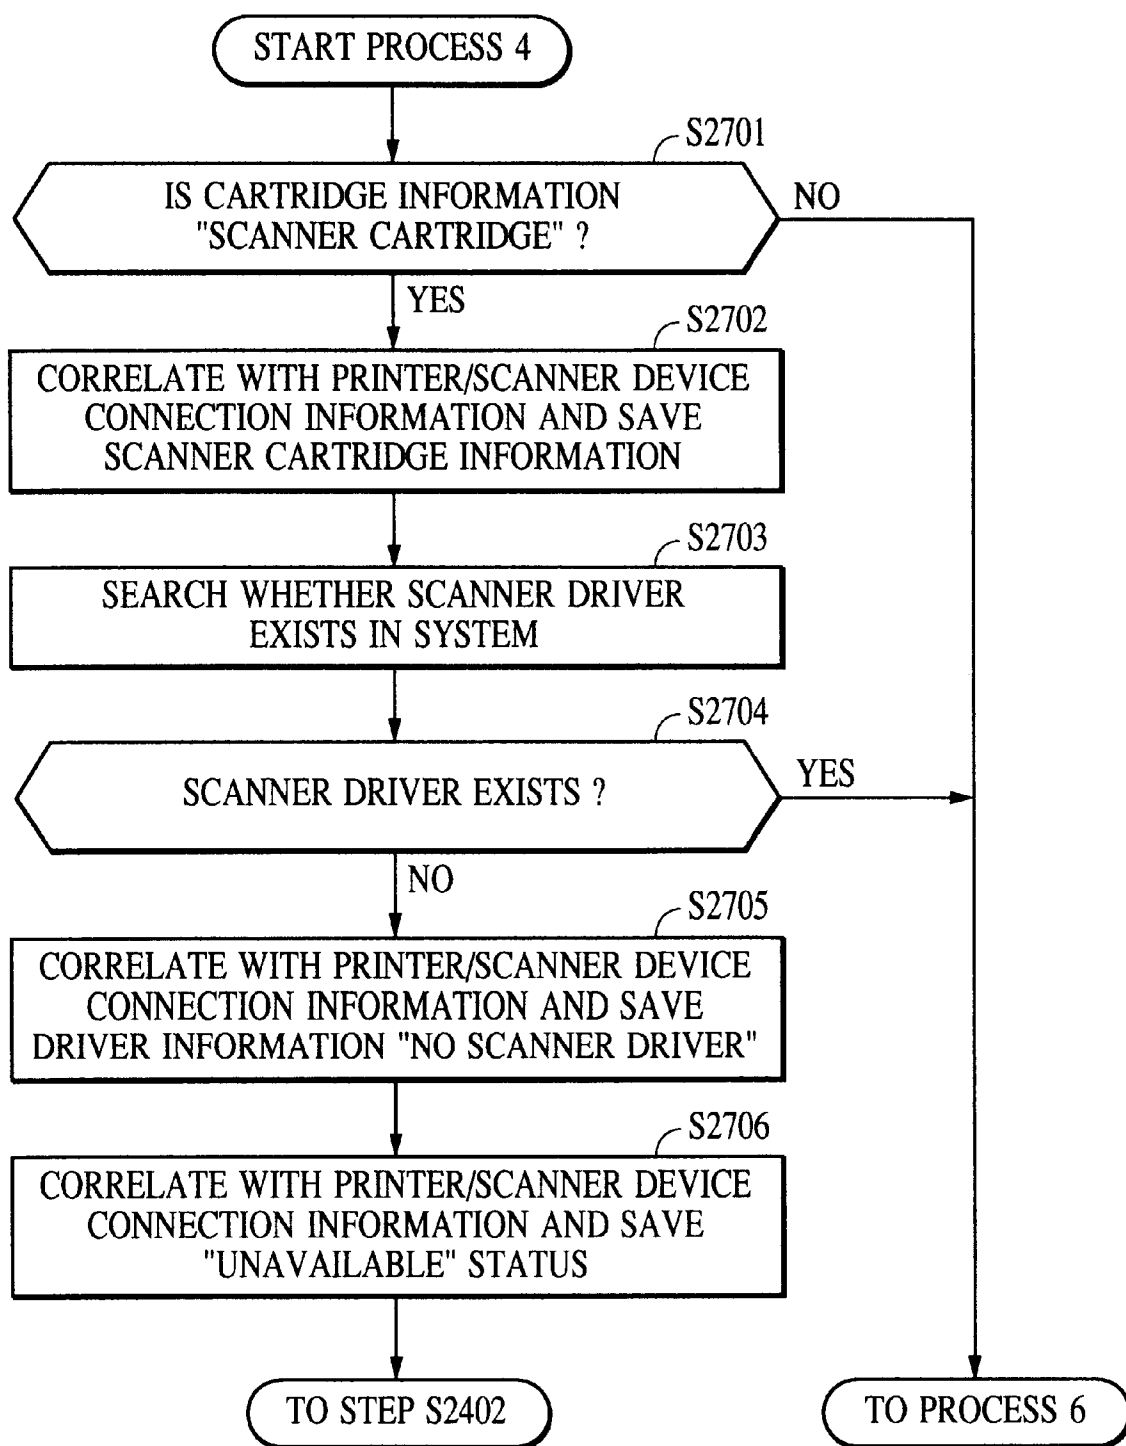 START PROCESS 4
S2701
IS CARTRIDGE INFORMATION
"SCANNER CARTRIDGE" ?
NO
YES
S2702
CORRELATE WITH PRINTER/SCANNER DEVICE
CONNECTION INFORMATION AND SAVE
SCANNER CARTRIDGE INFORMATION
S2703
SEARCH WHETHER SCANNER DRIVER
EXISTS IN SYSTEM
S2704
SCANNER DRIVER EXISTS ?
YES
NO
S2705
CORRELATE WITH PRINTER/SCANNER DEVICE
CONNECTION INFORMATION AND SAVE
DRIVER INFORMATION "NO SCANNER DRIVER"
S2706
CORRELATE WITH PRINTER/SCANNER DEVICE
CONNECTION INFORMATION AND SAVE
"UNAVAILABLE" STATUS
TO STEP S2402
TO PROCESS 6